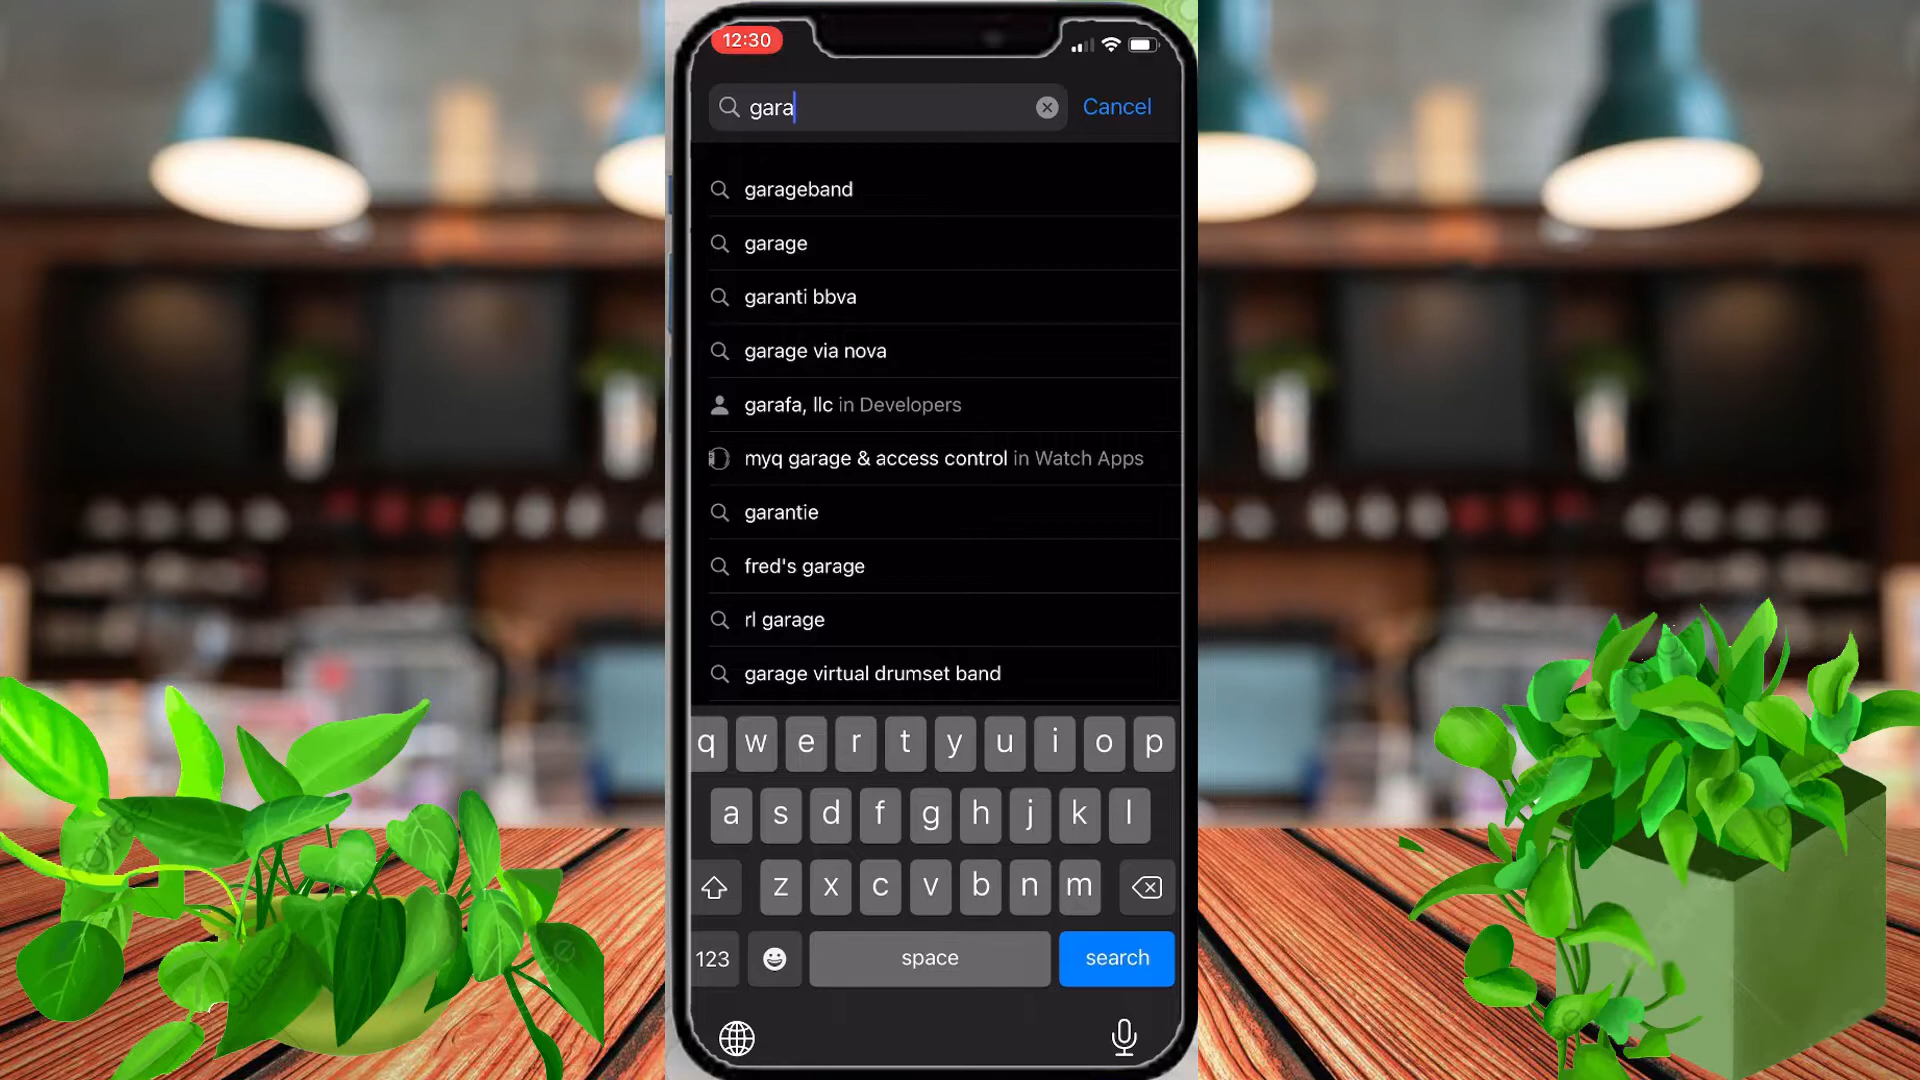 12:30
gara
Cancel
garageband
garage
garanti bbva
garage via nova
garafa, llc in Developers
myq garage & access control in Watch Apps
garantie
fred's garage
rl garage
garage virtual drumset band
q w e r t y u i o p
a s d f g h j k l
z x c v b n m
123
space
search